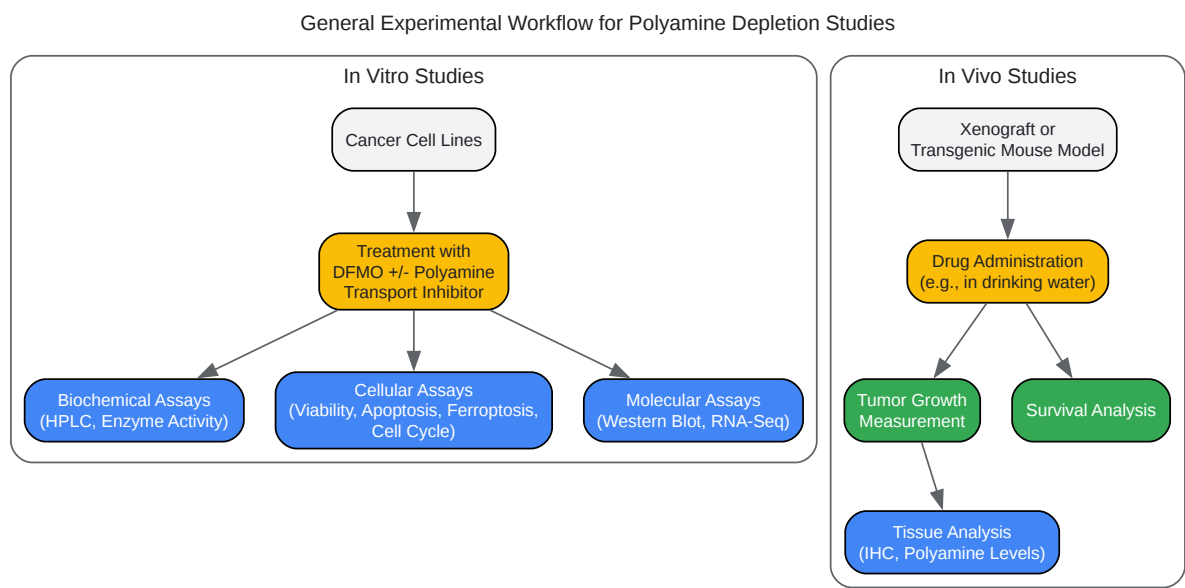 General Experimental Workflow for Polyamine Depletion Studies
In Vitro Studies
Cancer Cell Lines
Treatment with
DFMO +/- Polyamine
Transport Inhibitor
Biochemical Assays
(HPLC, Enzyme Activity)
Cellular Assays
(Viability, Apoptosis, Ferroptosis,
Cell Cycle)
Molecular Assays
(Western Blot, RNA-Seq)
In Vivo Studies
Xenograft or
Transgenic Mouse Model
Drug Administration
(e.g., in drinking water)
Tumor Growth
Measurement
Survival Analysis
Tissue Analysis
(IHC, Polyamine Levels)